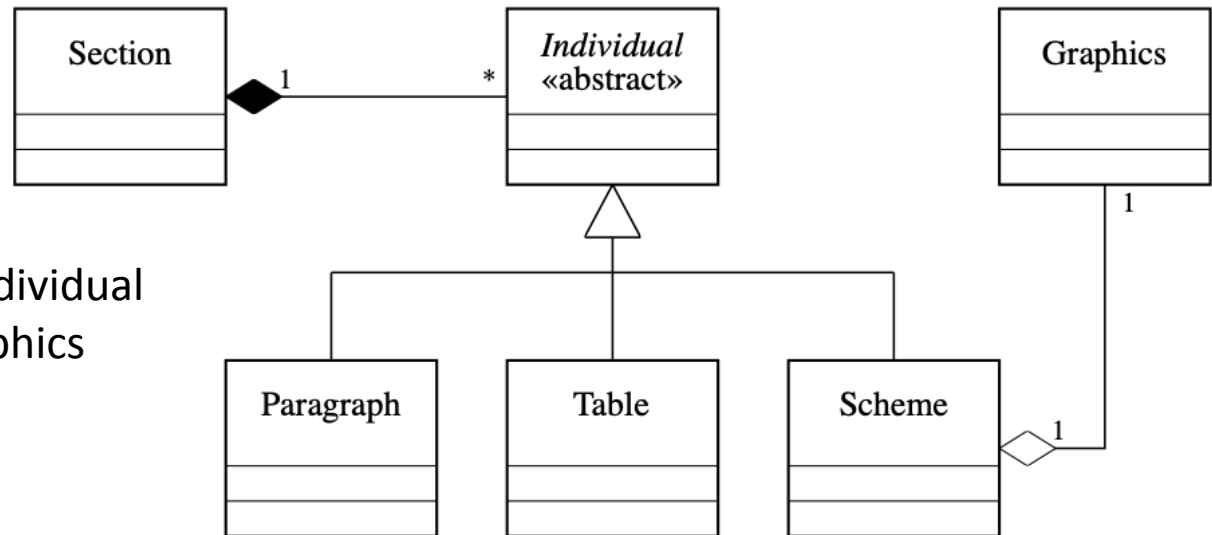 Section
1
*
Individual
«abstract»
Graphics
1
dividual
phics
Paragraph
Table
Scheme
1